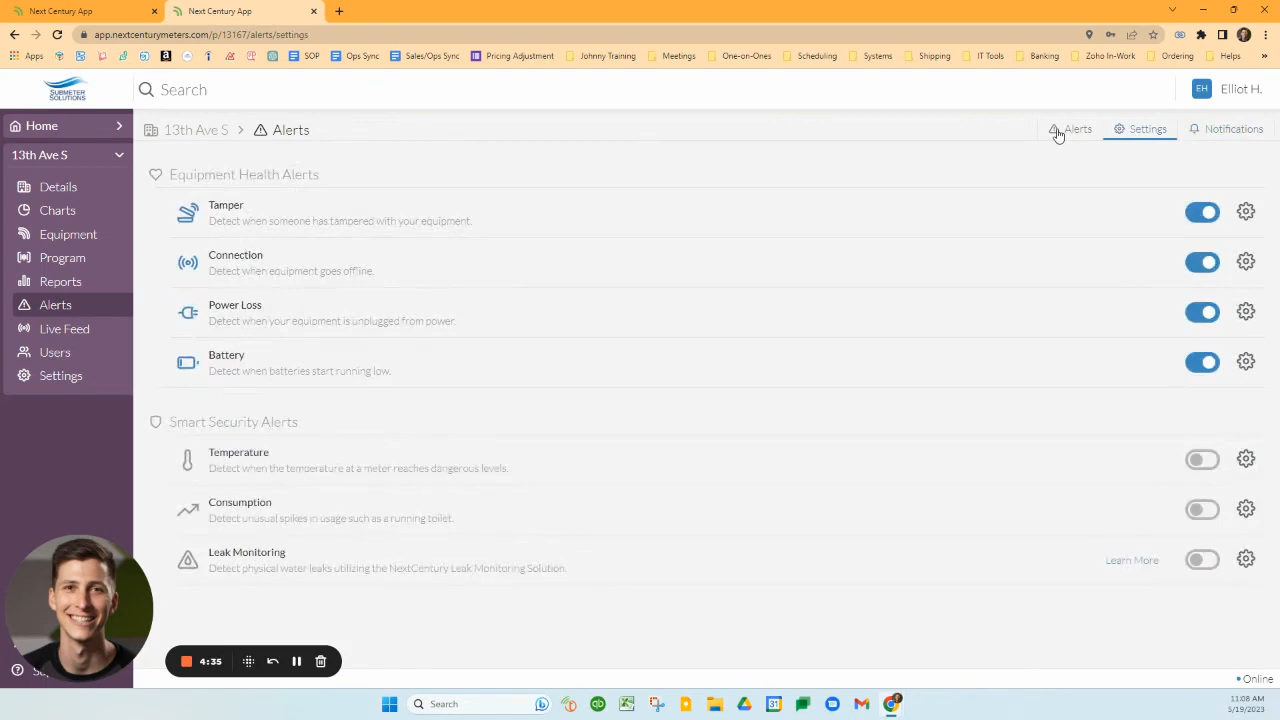 Next Century App
Next Century App
app.nextcenturymeters.com/p/13167/alerts/settings
Apps SOP Ops Sync Sales/Ops Sync Pricing Adjustment Johnny Training Meetings One-on-Ones Scheduling Systems Shipping IT Tools Banking Zoho In-Work Ordering Helps
SUBMETER
SOLUTIONS
Search
EH Elliot H.
Home
13th Ave S
Details
Charts
Equipment
Program
Reports
Alerts
Live Feed
Users
Settings
13th Ave S > Alerts
Alerts Settings Notifications
Equipment Health Alerts
Tamper
Detect when someone has tampered with your equipment.
Connection
Detect when equipment goes offline.
Power Loss
Detect when your equipment is unplugged from power.
Battery
Detect when batteries start running low.
Smart Security Alerts
Temperature
Detect when the temperature at a meter reaches dangerous levels.
Consumption
Detect unusual spikes in usage such as a running toilet.
Leak Monitoring
Detect physical water leaks utilizing the NextCentury Leak Monitoring Solution.
Learn More
4:35
Online
Search
31
11:08 AM
5/19/2023